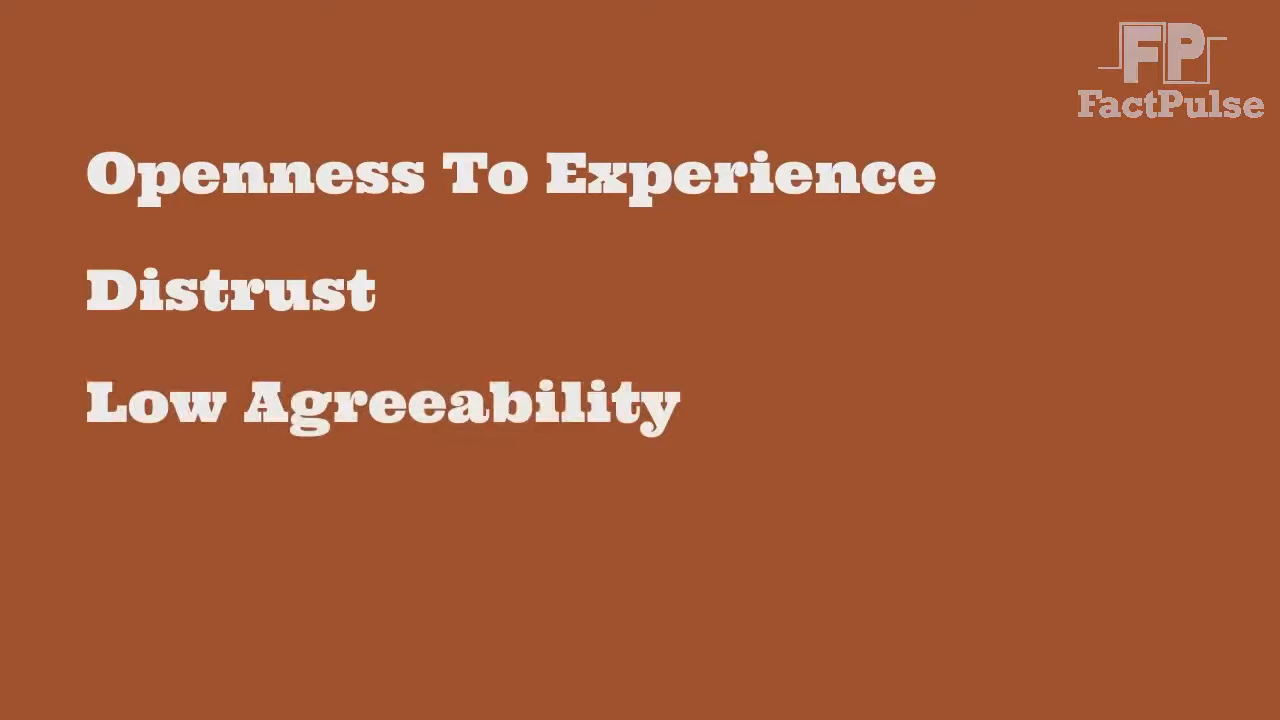 FP
FactPulse
Openness To Experience
Distrust
Low Agreeability